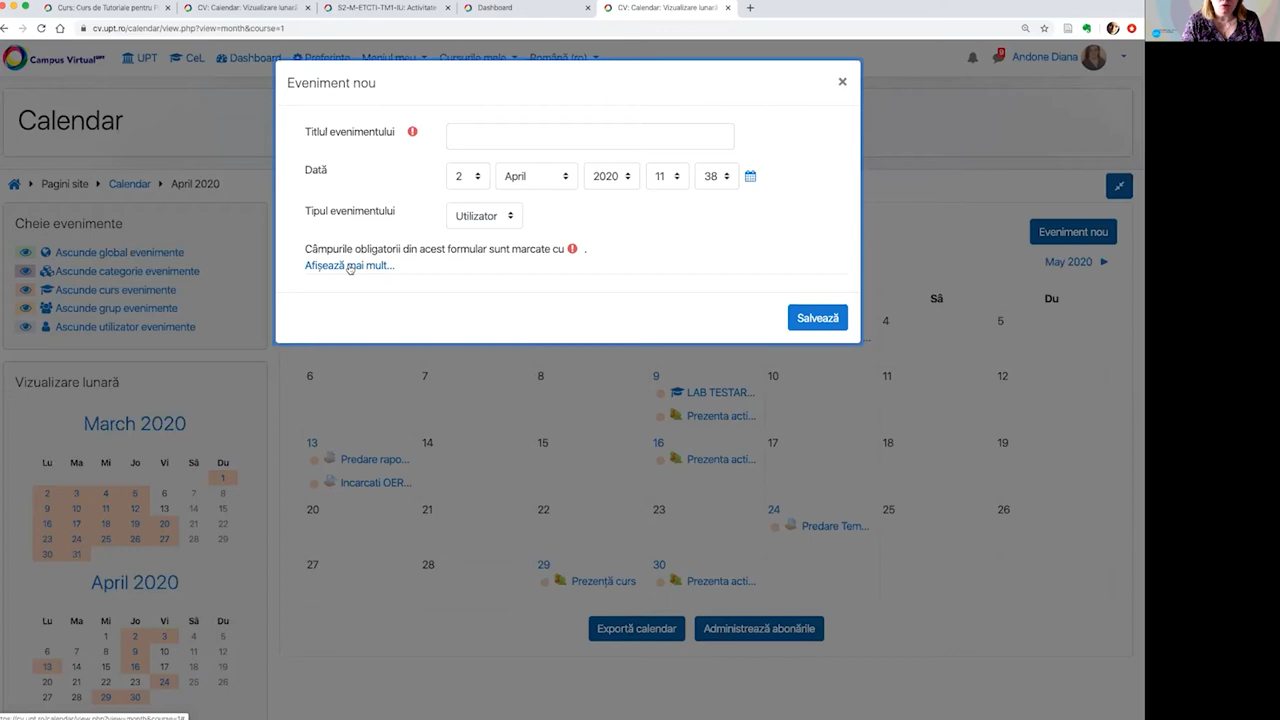 Curs: Curs de Tutoriale pentru
CV: Calendar: Vizualizare lunară
S2-M-ETCTI-TM1-IU: Activitate
Dashboard
CV: Calendar: Vizualizare lunară
cv.upt.ro/calendar/view.php?view=month&course=1
Campus Virtual
UPT
CeL
Dashboard
Preferințe
Meniul meu
Cursurile mele
Română (ro)
9
Andone Diana
Eveniment nou
Calendar
Titlul evenimentului
Dată
2
April
2020
11
38
Pagini site
Calendar
April 2020
Tipul evenimentului
Utilizator
Cheie evenimente
Eveniment nou
Câmpurile obligatorii din acest formular sunt marcate cu .
Afișează mai mult...
May 2020
Ascunde global evenimente
Ascunde categorie evenimente
Ascunde curs evenimente
Ascunde grup evenimente
Ascunde utilizator evenimente
Salvează
Sâ Du
4 5
Vizualizare lunară
6 7 8 9 10 11 12
LAB TESTAR...
Prezenta acti...
13 14 15 16 17 18 19
Predare rapo...
Prezenta acti...
Incarcati OER...
20 21 22 23 24 25 26
Predare Tem...
27 28 29 30
Prezență curs
Prezenta acti...
Exportă calendar
Administrează abonările
March 2020
Lu Ma Mi Jo Vi Sâ Du
1
2 3 4 5 6 7 8
9 10 11 12 13 14 15
16 17 18 19 20 21 22
23 24 25 26 27 28 29
30 31
April 2020
Lu Ma Mi Jo Vi Sâ Du
1 2 3 4 5
6 7 8 9 10 11 12
13 14 15 16 17 18 19
20 21 22 23 24 25 26
27 28 29 30